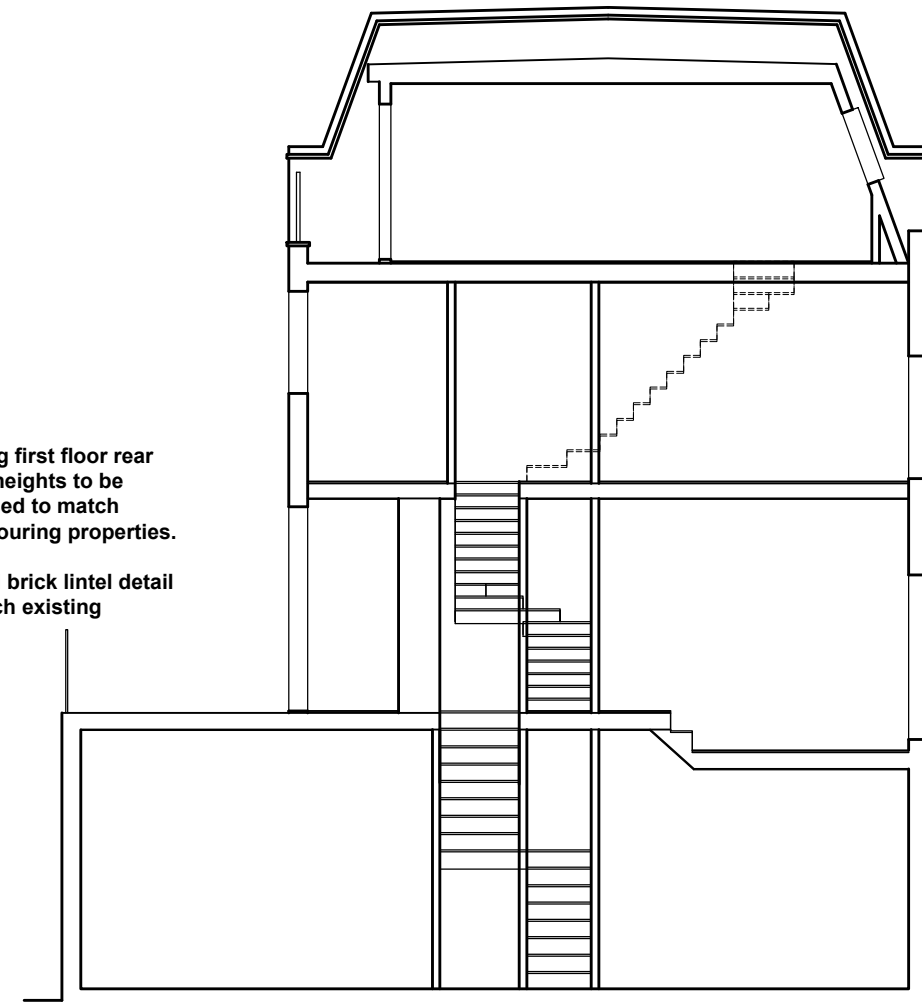 g first floor rear
heights to be
ed to match
ouring properties.
brick lintel detail
ch existing